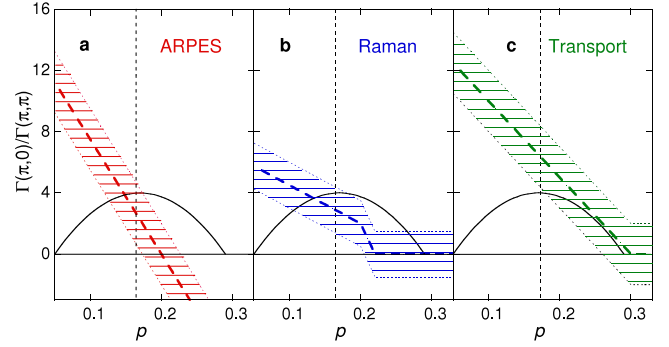 16
12
8
4
0
Γ(π,0)/Γ(π,π)
a ARPES
b Raman
c Transport
0.1 0.2 0.3 0.1 0.2 0.3 0.1 0.2 0.3
p p p